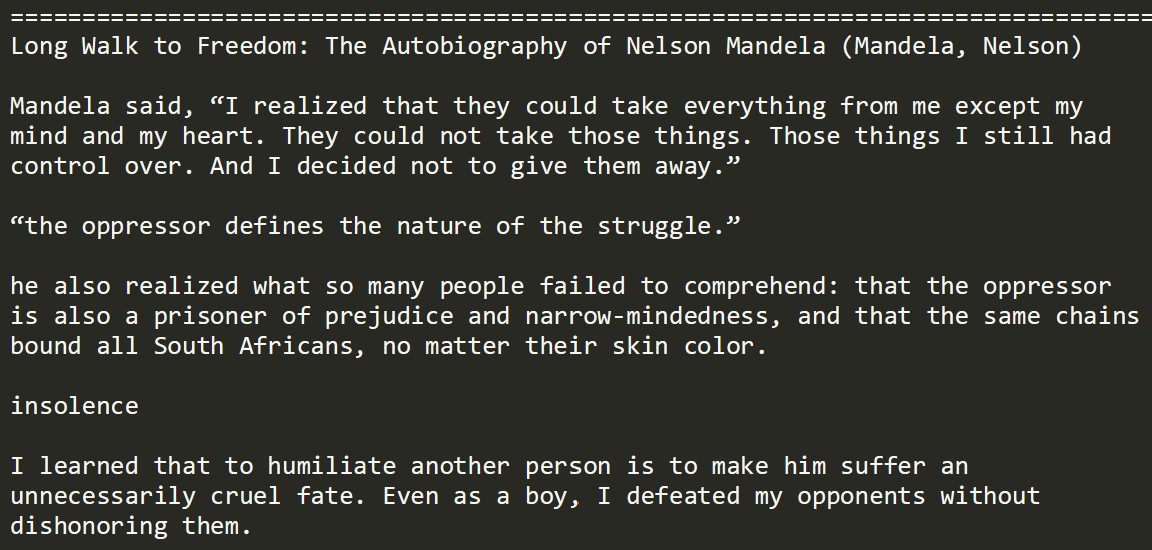 ================================================================================
Long Walk to Freedom: The Autobiography of Nelson Mandela (Mandela, Nelson)
Mandela said, “I realized that they could take everything from me except my
mind and my heart. They could not take those things. Those things I still had
control over. And I decided not to give them away.”
“the oppressor defines the nature of the struggle.”
he also realized what so many people failed to comprehend: that the oppressor
is also a prisoner of prejudice and narrow-mindedness, and that the same chains
bound all South Africans, no matter their skin color.
insolence
I learned that to humiliate another person is to make him suffer an
unnecessarily cruel fate. Even as a boy, I defeated my opponents without
dishonoring them.